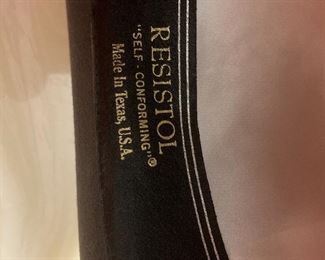 RESISTOL
"SELF-CONFORMING"®
Made In Texas, U.S.A.